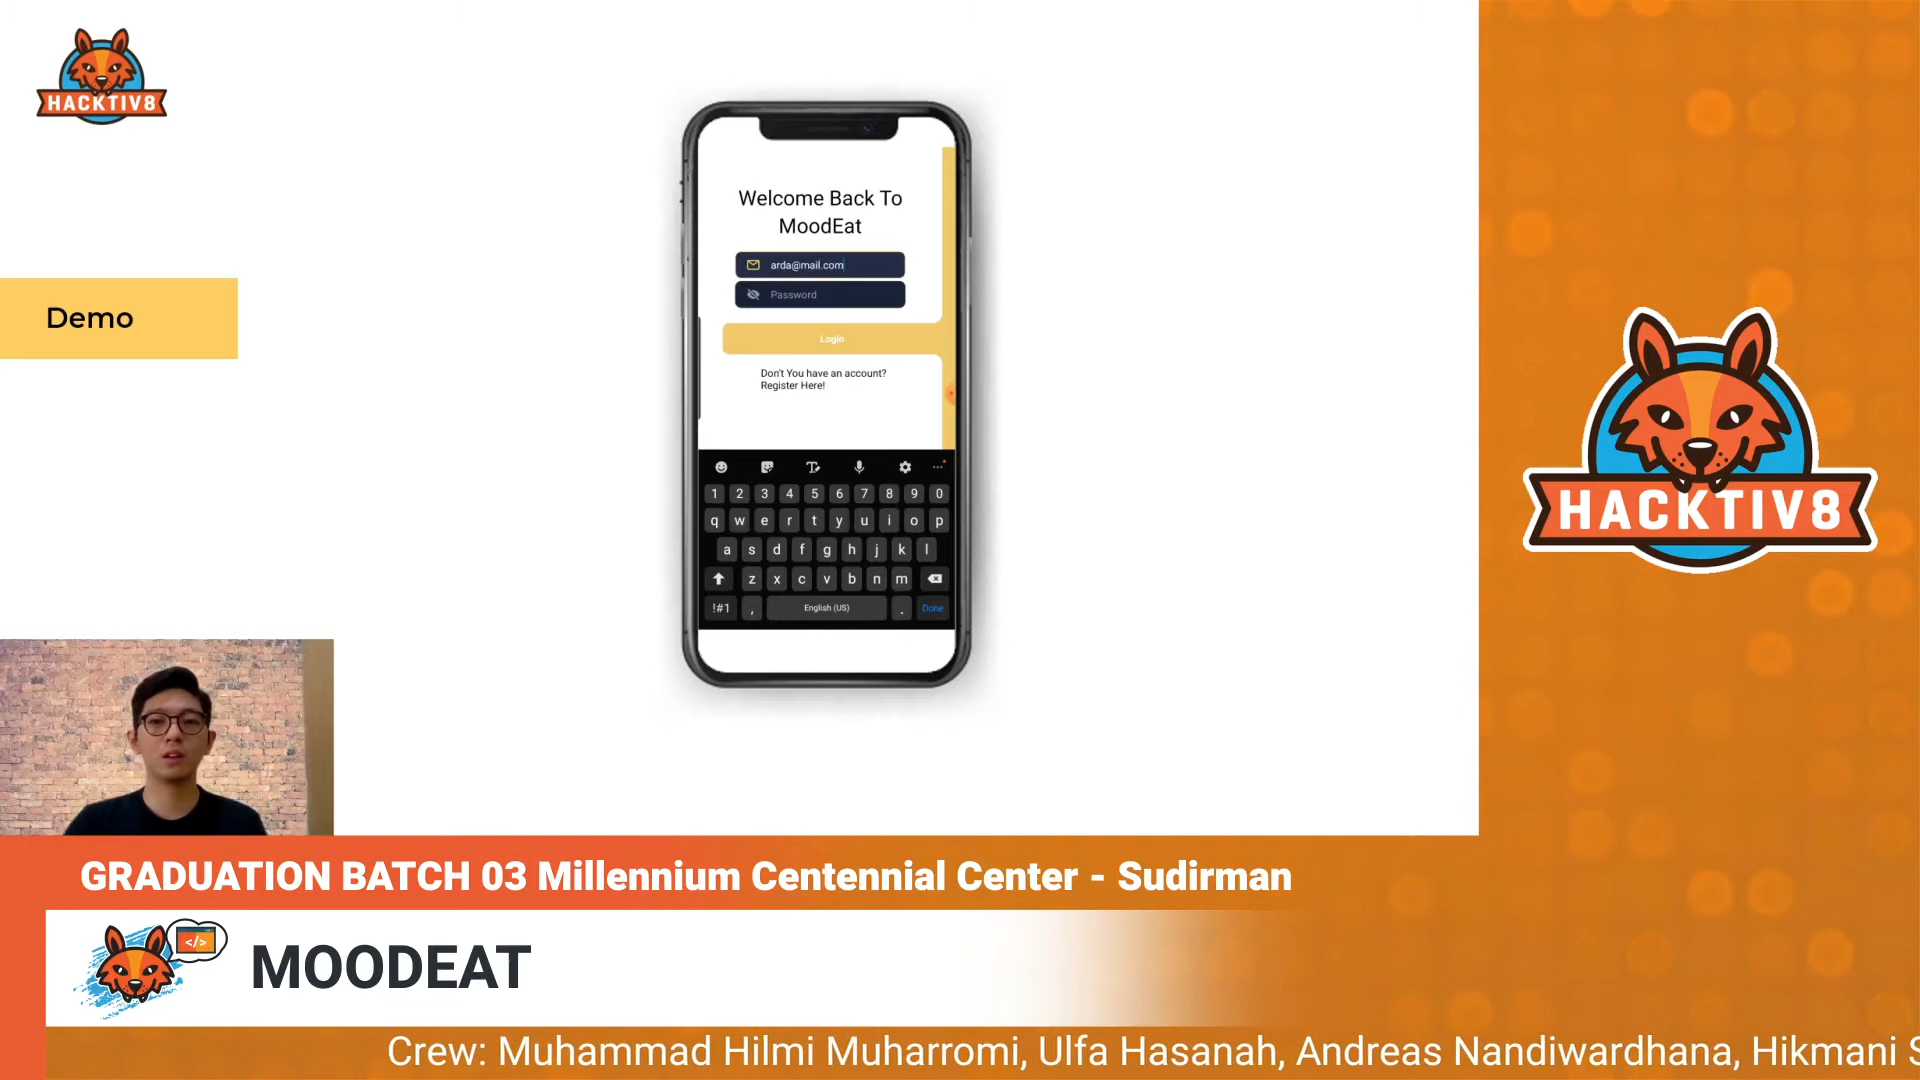 HACKTIV8
Demo
Welcome Back To
MoodEat
arda@mail.com
Password
Login
Don't You have an account?
Register Here!
1 2 3 4 5 6 7 8 9 0
q w e r t y u i o p
a s d f g h j k l
z x c v b n m
!#1 , English (US) . Done
HACKTIV8
GRADUATION BATCH 03 Millennium Centennial Center - Sudirman
</>
MOODEAT
Crew: Muhammad Hilmi Muharromi, Ulfa Hasanah, Andreas Nandiwardhana, Hikmani S